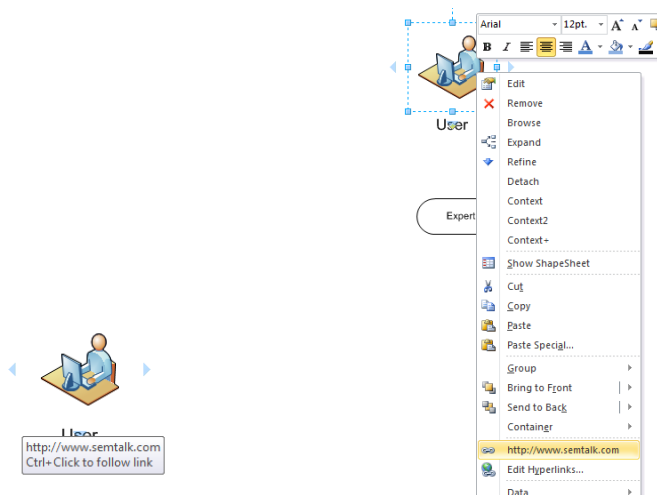 Arial 12pt. A A
B I A
Edit
Remove
User
Browse
Expand
Refine
Detach
Context
Expert
Context2
Context+
Show ShapeSheet
Cut
Copy
Paste
Paste Special...
Group
Bring to Front
Send to Back
Container
User
http://www.semtalk.com
Ctrl+Click to follow link
http://www.semtalk.com
Edit Hyperlinks...
Data